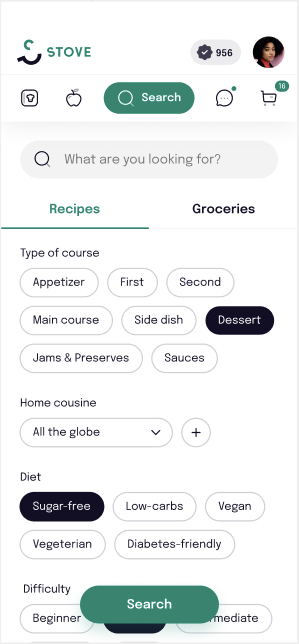 STOVE
956
Search
16
What are you looking for?
Recipes Groceries
Type of course
Appetizer First Second
Main course Side dish Dessert
Jams & Preserves Sauces
Home cousine
All the globe +
Diet
Sugar-free Low-carbs Vegan
Vegeterian Diabetes-friendly
Difficulty
Beginner
Search